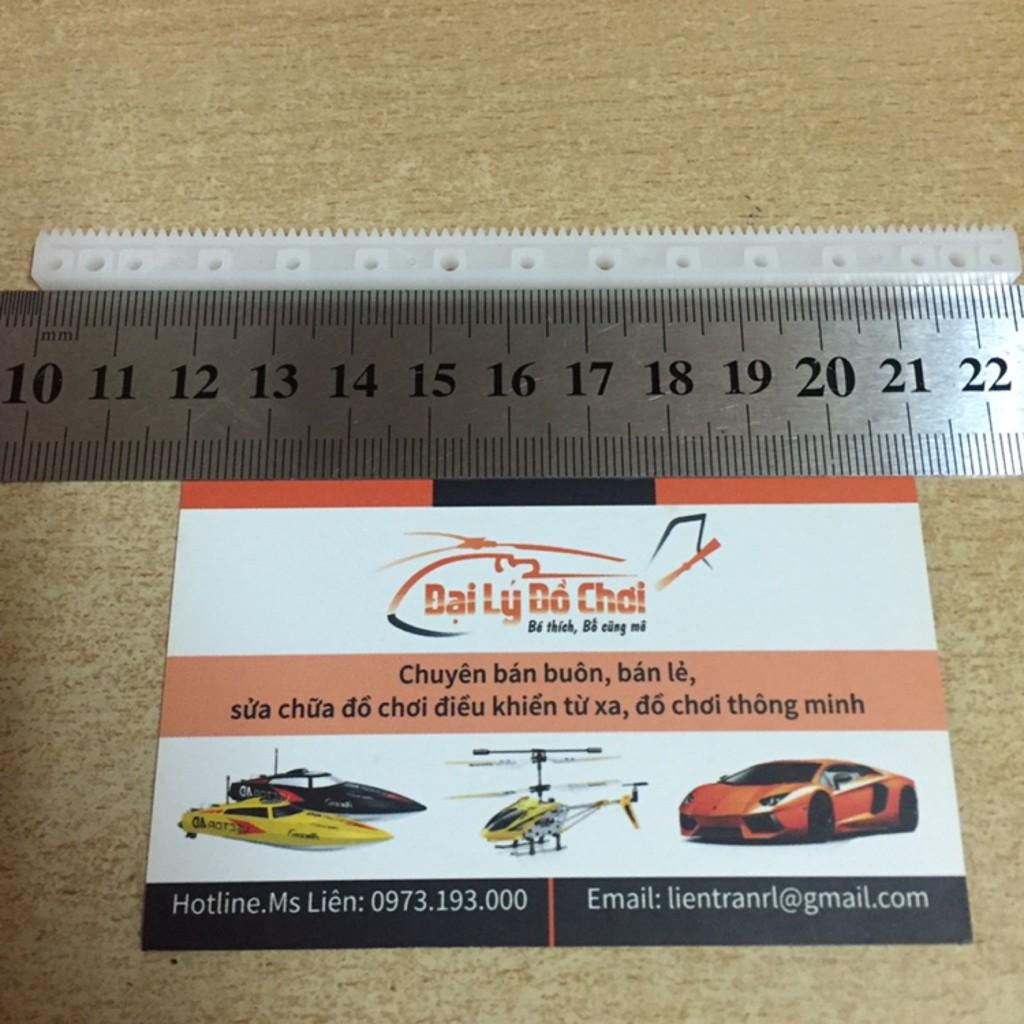 mm
10 11 12 13 14 15 16 17 18 19 20 21 22
Đại Lý Đồ Chơi
Bé thích, Bố cũng mê
Chuyên bán buôn, bán lẻ,
sửa chữa đồ chơi điều khiển từ xa, đồ chơi thông minh
Hotline.Ms Liên: 0973.193.000
Email: lientranrl@gmail.com